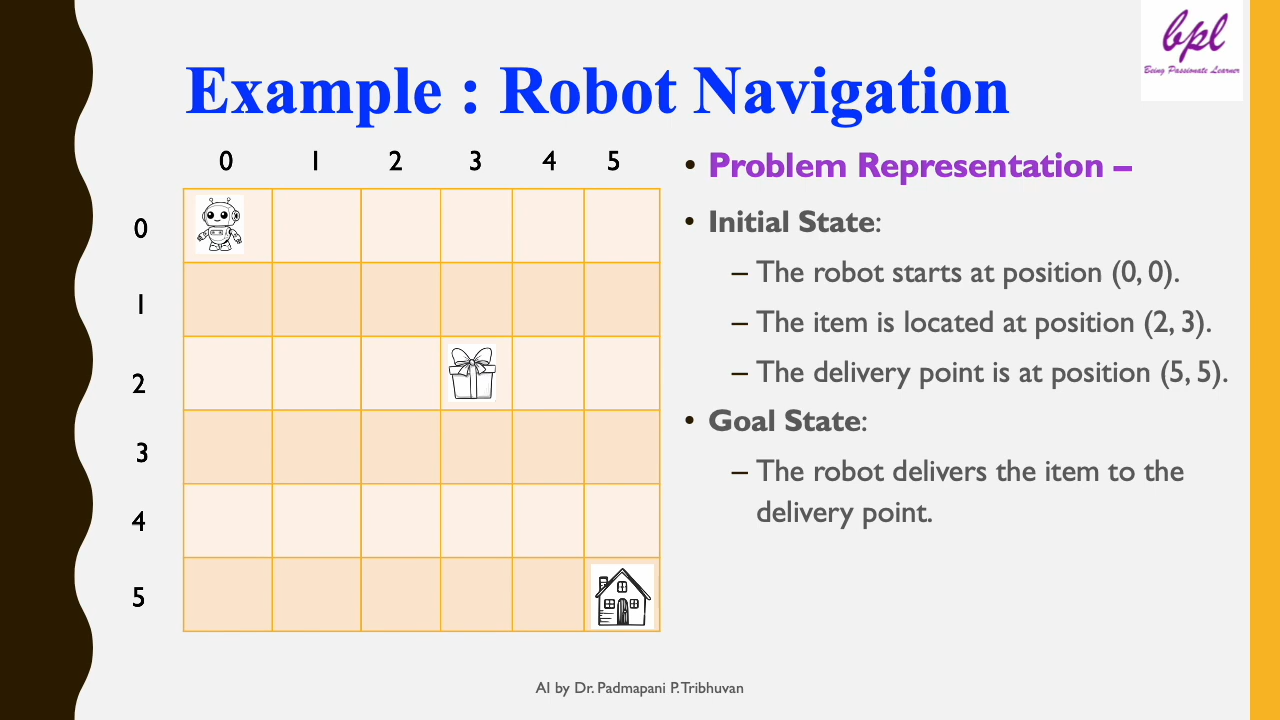 bpl
Being Passionate Learner
Example : Robot Navigation
0 1 2 3 4 5
0
1
2
3
4
5
• Problem Representation –
• Initial State:
– The robot starts at position (0, 0).
– The item is located at position (2, 3).
– The delivery point is at position (5, 5).
• Goal State:
– The robot delivers the item to the
delivery point.
AI by Dr. Padmapani P. Tribhuvan